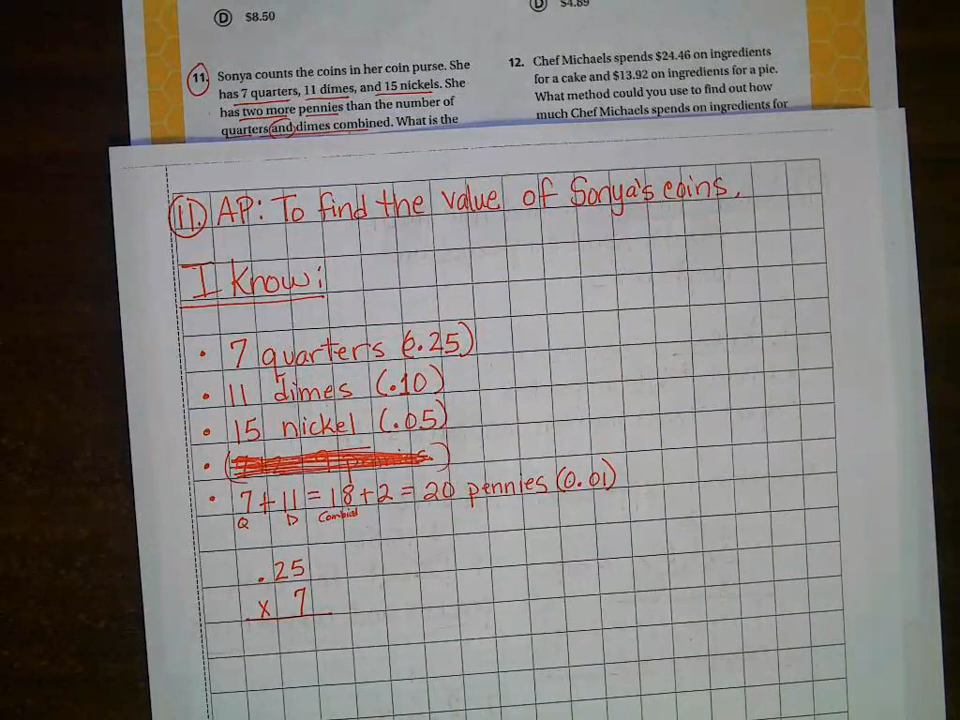 D $8.50
D $4.89
11. Sonya counts the coins in her coin purse. She
has 7 quarters, 11 dimes, and 15 nickels. She
has two more pennies than the number of
quarters and dimes combined. What is the
12. Chef Michaels spends $24.46 on ingredients
for a cake and $13.92 on ingredients for a pie.
What method could you use to find out how
much Chef Michaels spends on ingredients for
11. AP: To find the value of Sonya's coins.
I know:
• 7 quarters (0.25)
• 11 dimes (.10)
• 15 nickel (.05)
• 7+11=18+2=20 pennies (0.01)
Q D Combined
.25
x 7